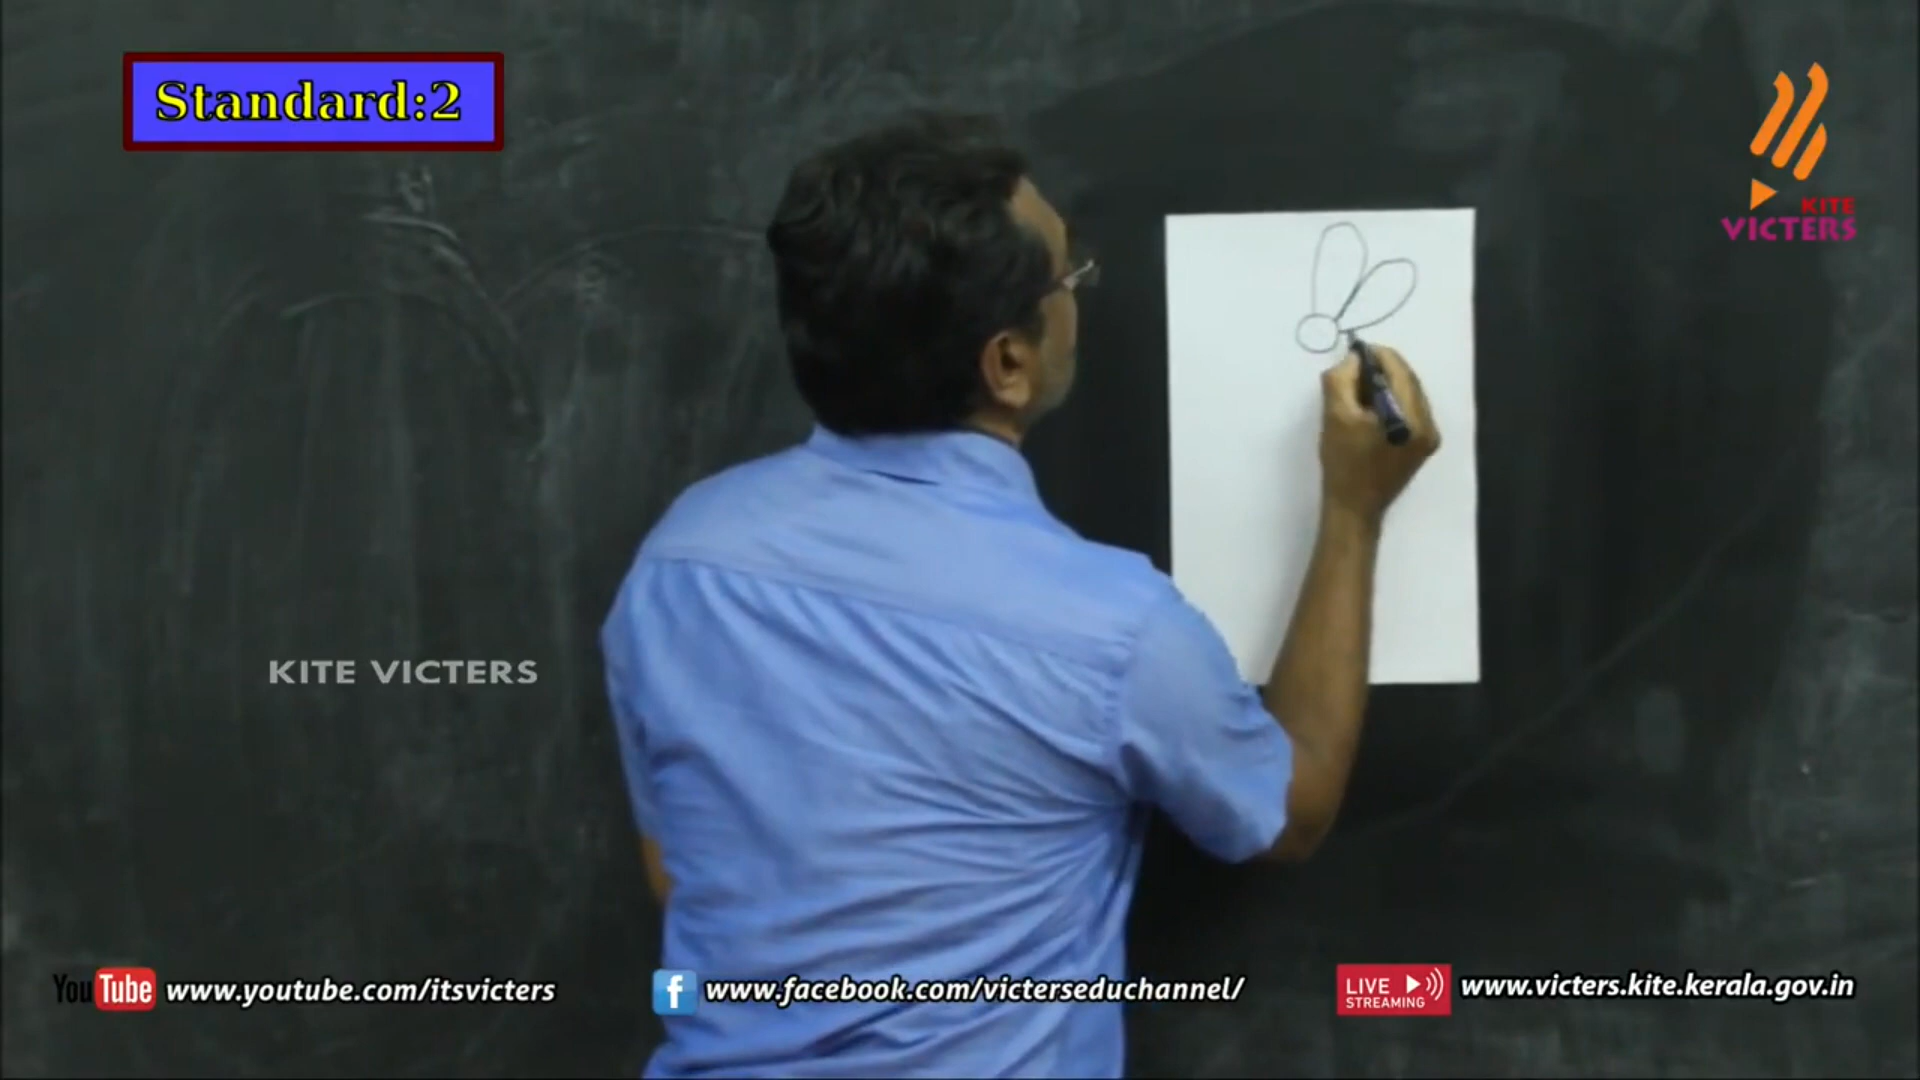 Standard:2
KITE
VICTERS
KITE VICTERS
YouTube www.youtube.com/itsvicters
f www.facebook.com/victerseduchannel/
LIVE STREAMING www.victers.kite.kerala.gov.in